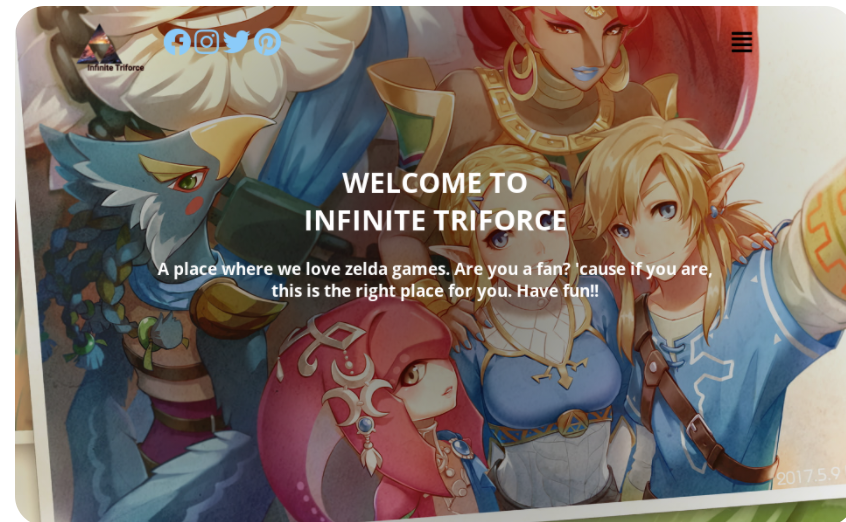 Infinite Triforce
WELCOME TO
INFINITE TRIFORCE
A place where we love zelda games. Are you a fan? 'cause if you are,
this is the right place for you. Have fun!!
2017.5.9